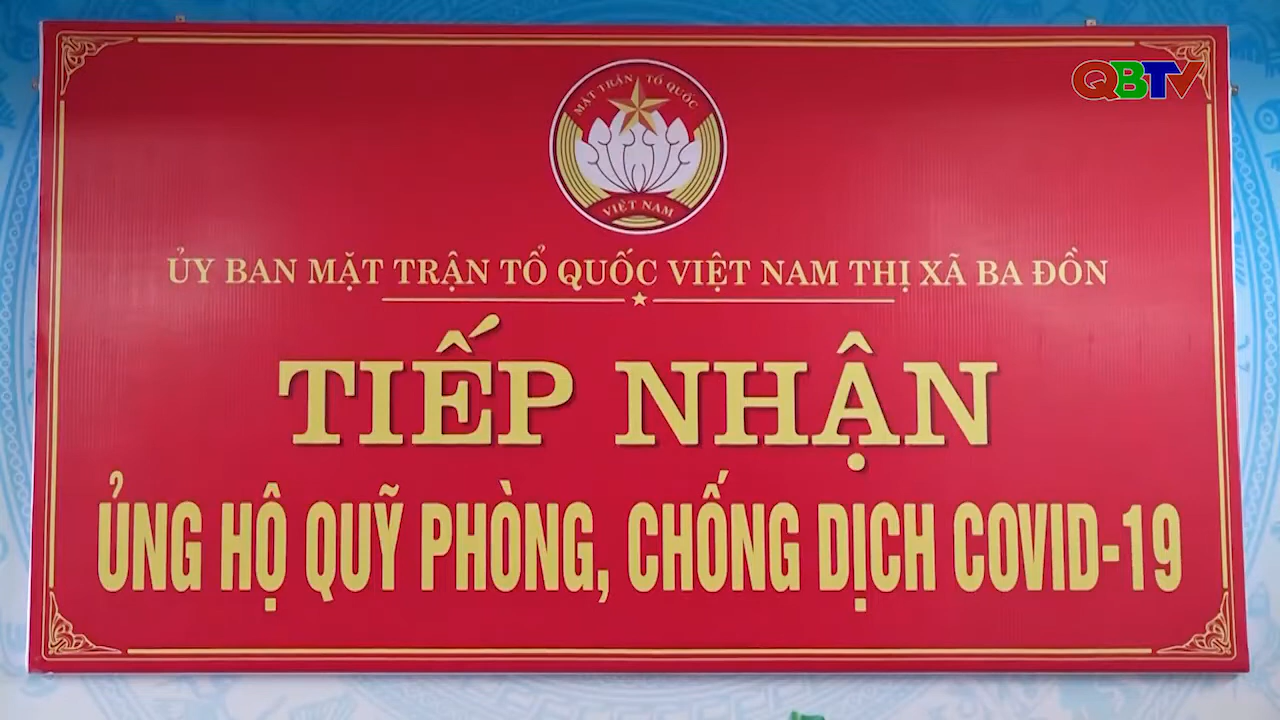 QBTV
MẶT TRẬN TỔ QUỐC
VIỆT NAM
ỦY BAN MẶT TRẬN TỔ QUỐC VIỆT NAM THỊ XÃ BA ĐỒN
TIẾP NHẬN
ỦNG HỘ QUỸ PHÒNG, CHỐNG DỊCH COVID-19